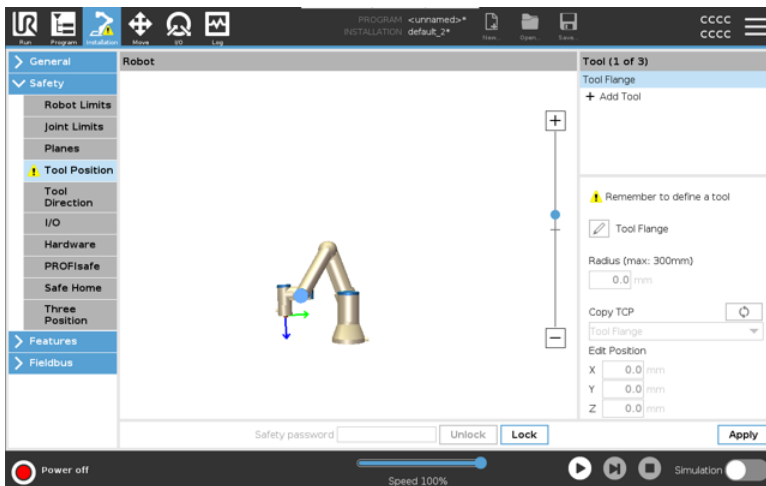 UR
Run
Program
Installation
Move
I/O
Log
PROGRAM <unnamed>*
INSTALLATION default_2*
New...
Open...
Save...
CCCC
CCCC
General
Safety
Robot Limits
Joint Limits
Planes
Tool Position
Tool
Direction
I/O
Hardware
PROFIsafe
Safe Home
Three
Position
Features
Fieldbus
Robot
Tool (1 of 3)
Tool Flange
+ Add Tool
Remember to define a tool
Tool Flange
Radius (max: 300mm)
0.0 mm
Copy TCP
Tool Flange
Edit Position
X 0.0 mm
Y 0.0 mm
Z 0.0 mm
Safety password Unlock Lock
Apply
Power off
Speed 100%
Simulation